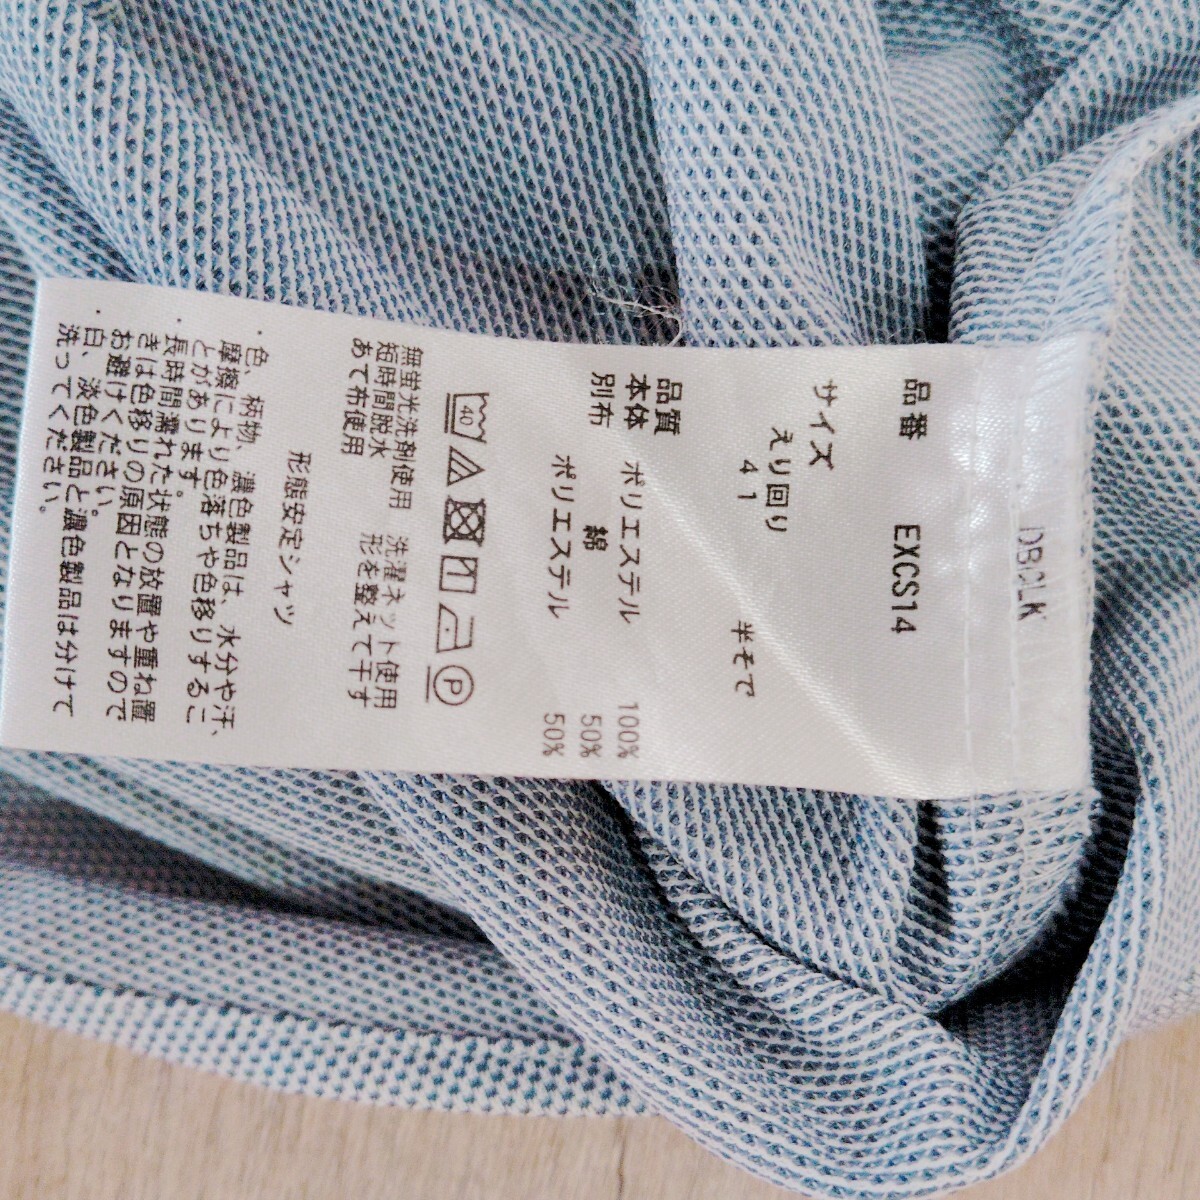 DBCLK
品番 EXCS14
サイズ
えり回り 半そで
41
品質
本体 ポリエステル 100%
別布 綿 50%
ポリエステル 50%
40
P
無蛍光洗剤使用 洗濯ネット使用
短時間脱水 形を整えて干す
あて布使用
形態安定シャツ
・色、柄物、濃色製品は、水分や汗、
摩擦により色落ちや色移りするこ
とがあります。
・長時間濡れた状態の放置や重ね置
きは色移りの原因となりますので
お避けください。
白、淡色製品と濃色製品は分けて
洗ってください。